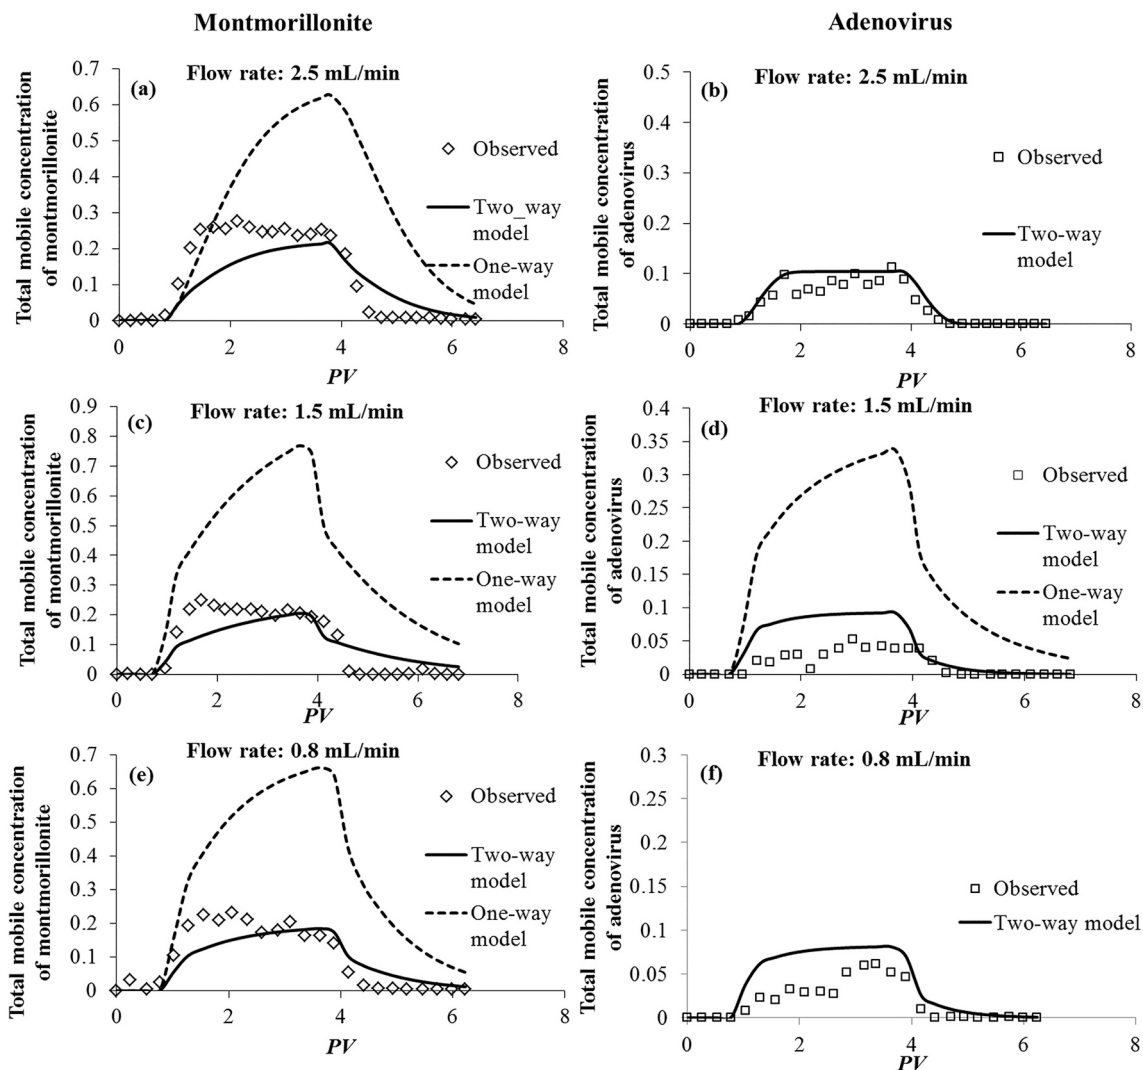 Montmorillonite
Adenovirus
(a)
Flow rate: 2.5 mL/min
Total mobile concentration
of montmorillonite
0.7
0.6
0.5
0.4
0.3
0.2
0.1
0
0 2 4 6 8
PV
Observed
Two_way
model
One-way
model
(b)
Flow rate: 2.5 mL/min
Total mobile concentration
of adenovirus
0.5
0.4
0.3
0.2
0.1
0
0 2 4 6 8
PV
Observed
Two-way
model
(c)
Flow rate: 1.5 mL/min
Total mobile concentration
of montmorillonite
0.9
0.8
0.7
0.6
0.5
0.4
0.3
0.2
0.1
0
0 2 4 6 8
PV
Observed
Two-way
model
One-way
model
(d)
Flow rate: 1.5 mL/min
Total mobile concentration
of adenovirus
0.4
0.35
0.3
0.25
0.2
0.15
0.1
0.05
0
0 2 4 6 8
PV
Observed
Two-way
model
One-way
model
(e)
Flow rate: 0.8 mL/min
Total mobile concentration
of montmorillonite
0.7
0.6
0.5
0.4
0.3
0.2
0.1
0
0 2 4 6 8
PV
Observed
Two-way
model
One-way
model
(f)
Flow rate: 0.8 mL/min
Total mobile concentration
of adenovirus
0.3
0.25
0.2
0.15
0.1
0.05
0
0 2 4 6 8
PV
Observed
Two-way model